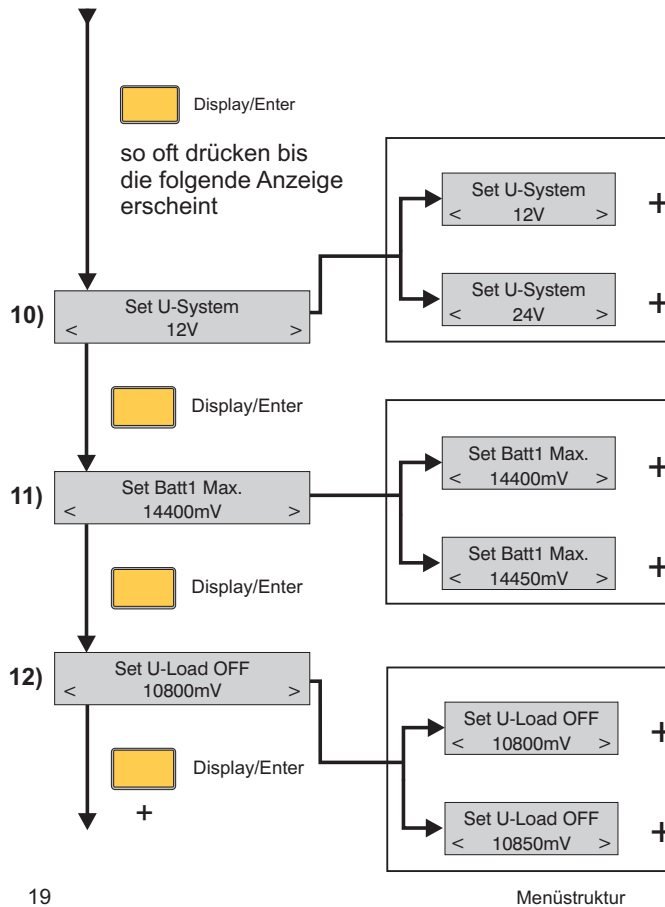 Display/Enter
so oft drücken bis
die folgende Anzeige
erscheint
Set U-System
< 12V >
+
Set U-System
< 24V >
+
10)
Set U-System
< 12V >
Display/Enter
Set Batt1 Max.
< 14400mV >
+
Set Batt1 Max.
< 14450mV >
+
11)
Set Batt1 Max.
< 14400mV >
Display/Enter
12)
Set U-Load OFF
< 10800mV >
Set U-Load OFF
< 10800mV >
+
Set U-Load OFF
< 10850mV >
+
Display/Enter
+
19 Menüstruktur